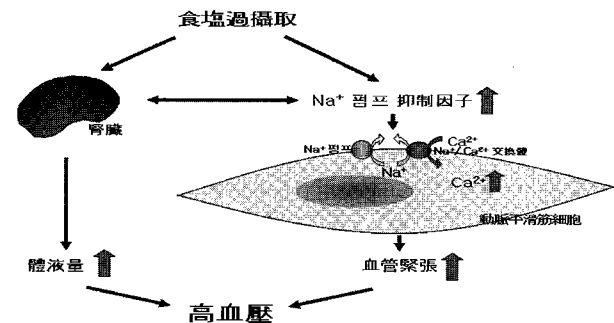 食塩過攝取
Na⁺ 펌프 抑制因子
腎臓
Na⁺펌프
Ca²⁺
Na⁺/Ca²⁺ 交換體
Na⁺
Ca²⁺
動脈平滑筋細胞
體液量
血管緊張
高血壓